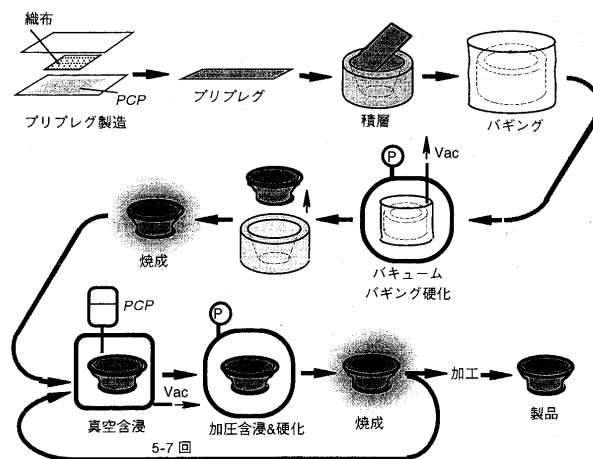 織布
PCP
プリプレグ製造
プリプレグ
積層
バギング
P
Vac
バキューム
バギング硬化
焼成
PCP
Vac
真空含浸
P
加圧含浸&硬化
焼成
加工
製品
5-7 回